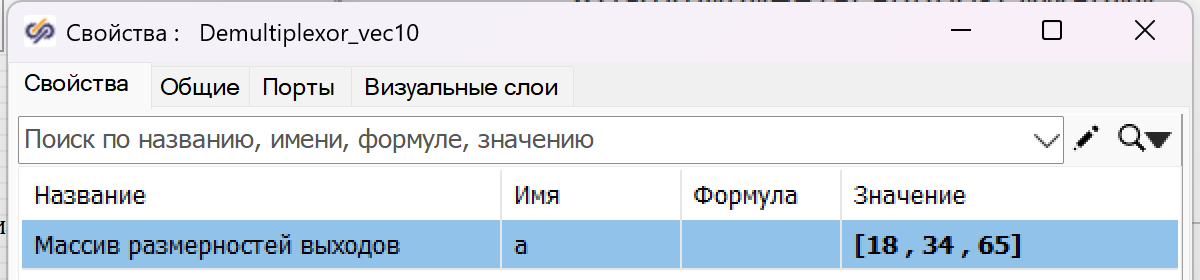 Свойства : Demultiplexor_vec10
Свойства Общие Порты Визуальные слои
Поиск по названию, имени, формуле, значению
Название Имя Формула Значение
Массив размерностей выходов a [18 , 34 , 65]